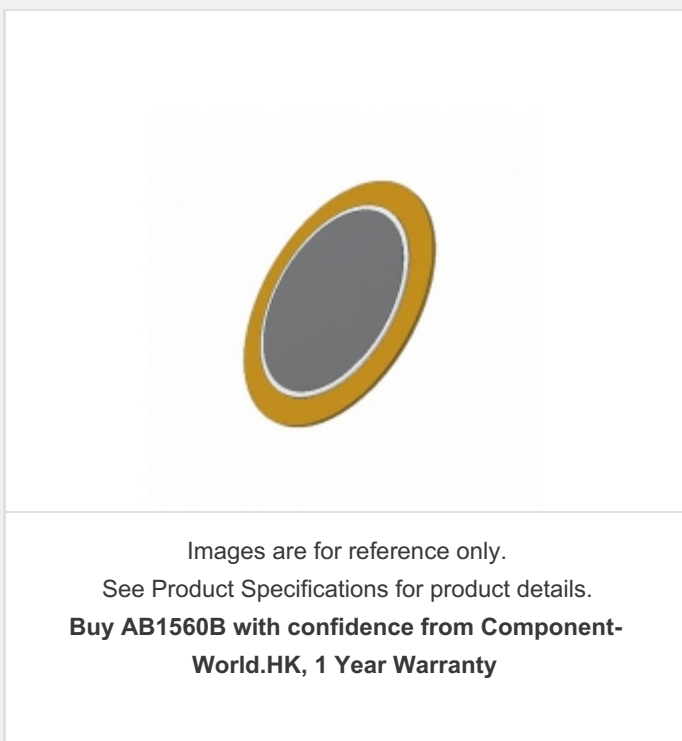 Images are for reference only.
See Product Specifications for product details.
Buy AB1560B with confidence from Component-
World.HK, 1 Year Warranty